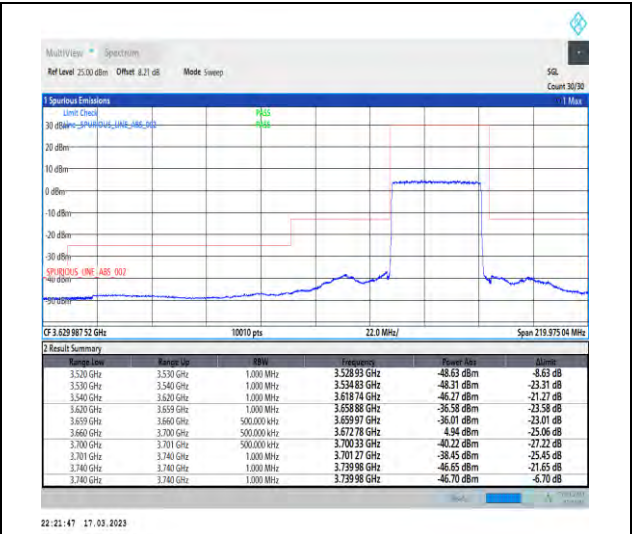 MultiView Spectrum
Ref Level 25.00 dBm Offset 8.21 dB Mode Sweep SGL
Count 30/30
1 Spurious Emissions 1 Max
Limit Check PASS
30 dBm Line _SPURIOUS_LINE_ABS_002 PASS
20 dBm
10 dBm
0 dBm
-10 dBm
-20 dBm
-30 dBm
SPURIOUS_LINE_ABS_002
-40 dBm
-50 dBm
CF 3.629 987 52 GHz 10010 pts 22.0 MHz/ Span 219.975 04 MHz
2 Result Summary
Range Low Range Up RBW Frequency Power Abs ΔLimit
3.520 GHz 3.530 GHz 1.000 MHz 3.528 93 GHz -48.63 dBm -8.63 dB
3.530 GHz 3.540 GHz 1.000 MHz 3.534 83 GHz -48.31 dBm -23.31 dB
3.540 GHz 3.620 GHz 1.000 MHz 3.618 74 GHz -46.27 dBm -21.27 dB
3.620 GHz 3.659 GHz 1.000 MHz 3.658 88 GHz -36.58 dBm -23.58 dB
3.659 GHz 3.660 GHz 500.000 kHz 3.659 97 GHz -36.01 dBm -23.01 dB
3.660 GHz 3.700 GHz 500.000 kHz 3.672 78 GHz 4.94 dBm -25.06 dB
3.700 GHz 3.701 GHz 500.000 kHz 3.700 33 GHz -40.22 dBm -27.22 dB
3.701 GHz 3.740 GHz 1.000 MHz 3.701 27 GHz -38.45 dBm -25.45 dB
3.740 GHz 3.740 GHz 1.000 MHz 3.739 98 GHz -46.65 dBm -21.65 dB
3.740 GHz 3.740 GHz 1.000 MHz 3.739 98 GHz -46.70 dBm -6.70 dB
22:21:47 17.03.2023